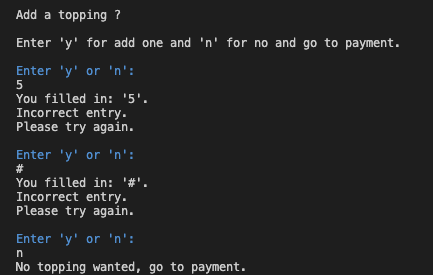 Add a topping ?
Enter 'y' for add one and 'n' for no and go to payment.
Enter 'y' or 'n':
5
You filled in: '5'.
Incorrect entry.
Please try again.
Enter 'y' or 'n':
#
You filled in: '#'.
Incorrect entry.
Please try again.
Enter 'y' or 'n':
n
No topping wanted, go to payment.